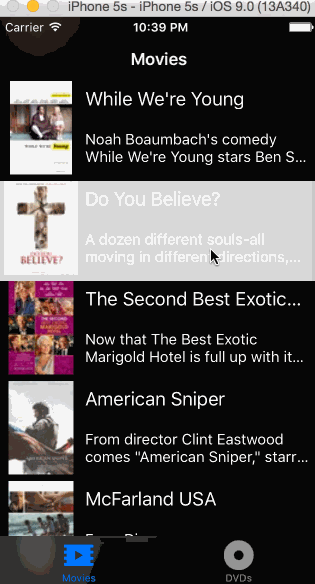 iPhone 5s - iPhone 5s / iOS 9.0 (13A340)
Carrier 10:39 PM
Movies
While We're Young
Noah Boaumbach's comedy
While We're Young stars Ben S...
Do You Believe?
A dozen different souls-all
moving in different directions,...
BELIEVE?
The Second Best Exotic...
Now that The Best Exotic
Marigold Hotel is full up with it...
American Sniper
From director Clint Eastwood
comes "American Sniper," starr...
McFarland USA
Movies DVDs